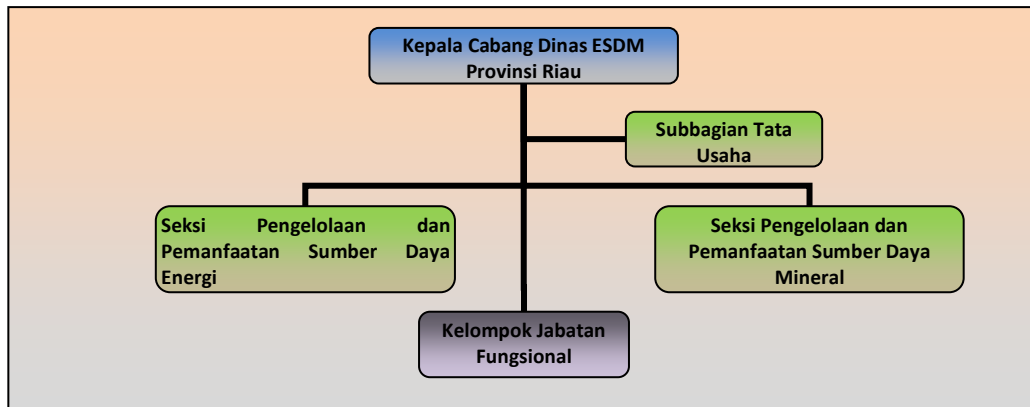 Kepala Cabang Dinas ESDM
Provinsi Riau
Subbagian Tata
Usaha
Seksi Pengelolaan dan
Pemanfaatan Sumber Daya
Energi
Seksi Pengelolaan dan
Pemanfaatan Sumber Daya
Mineral
Kelompok Jabatan
Fungsional